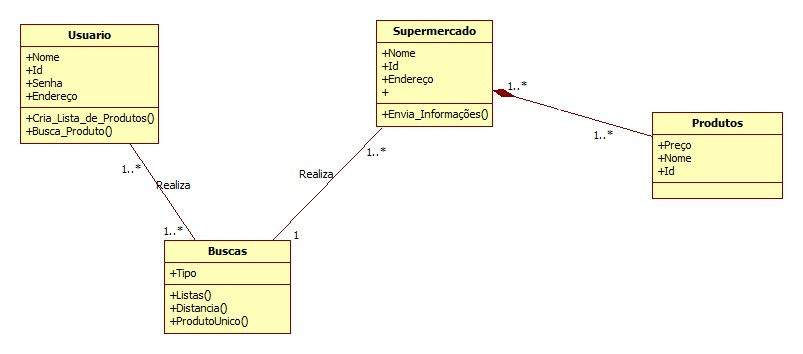 Usuario
+Nome
+Id
+Senha
+Endereço
+Cria_Lista_de_Produtos()
+Busca_Produto()
Supermercado
+Nome
+Id
+Endereço
+
+Envia_Informações()
1..*
1..*
Produtos
+Preço
+Nome
+Id
1..*
Realiza
1..*
1..*
Realiza
1
Buscas
+Tipo
+Listas()
+Distancia()
+ProdutoUnico()